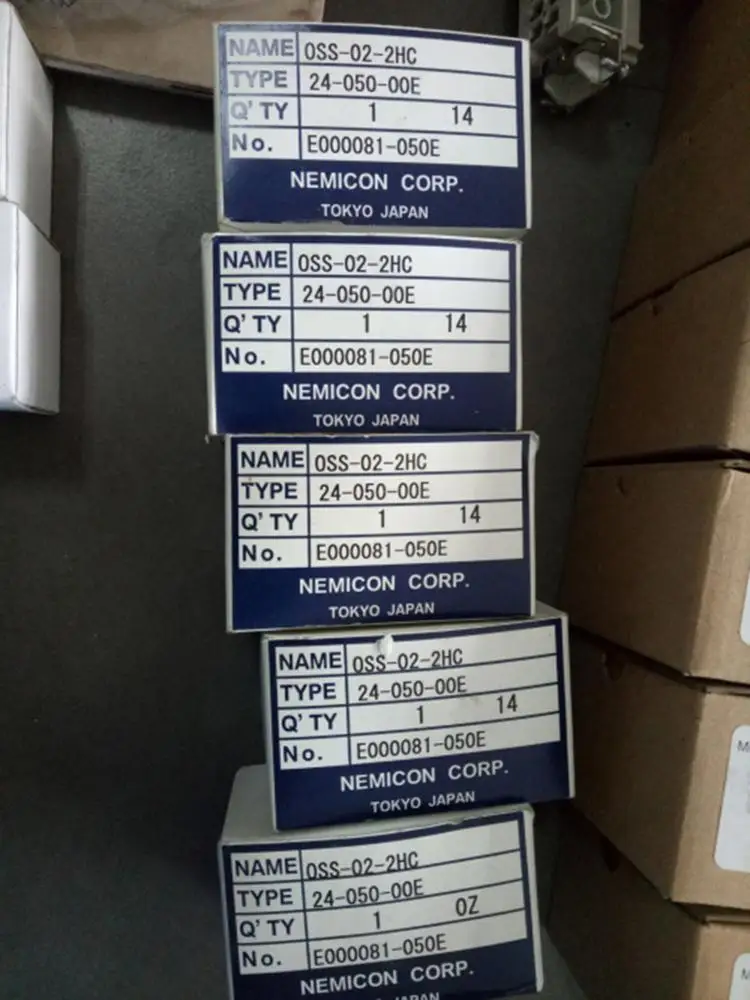 NAME OSS-02-2HC
TYPE 24-050-00E
Q'TY 1 14
No. E000081-050E
NEMICON CORP.
TOKYO JAPAN
NAME OSS-02-2HC
TYPE 24-050-00E
Q'TY 1 14
No. E000081-050E
NEMICON CORP.
TOKYO JAPAN
NAME OSS-02-2HC
TYPE 24-050-00E
Q'TY 1 14
No. E000081-050E
NEMICON CORP.
TOKYO JAPAN
NAME OSS-02-2HC
TYPE 24-050-00E
Q'TY 1 14
No. E000081-050E
NEMICON CORP.
TOKYO JAPAN
NAME OSS-02-2HC
TYPE 24-050-00E
Q'TY 1 OZ
No. E000081-050E
NEMICON CORP.
JAPAN